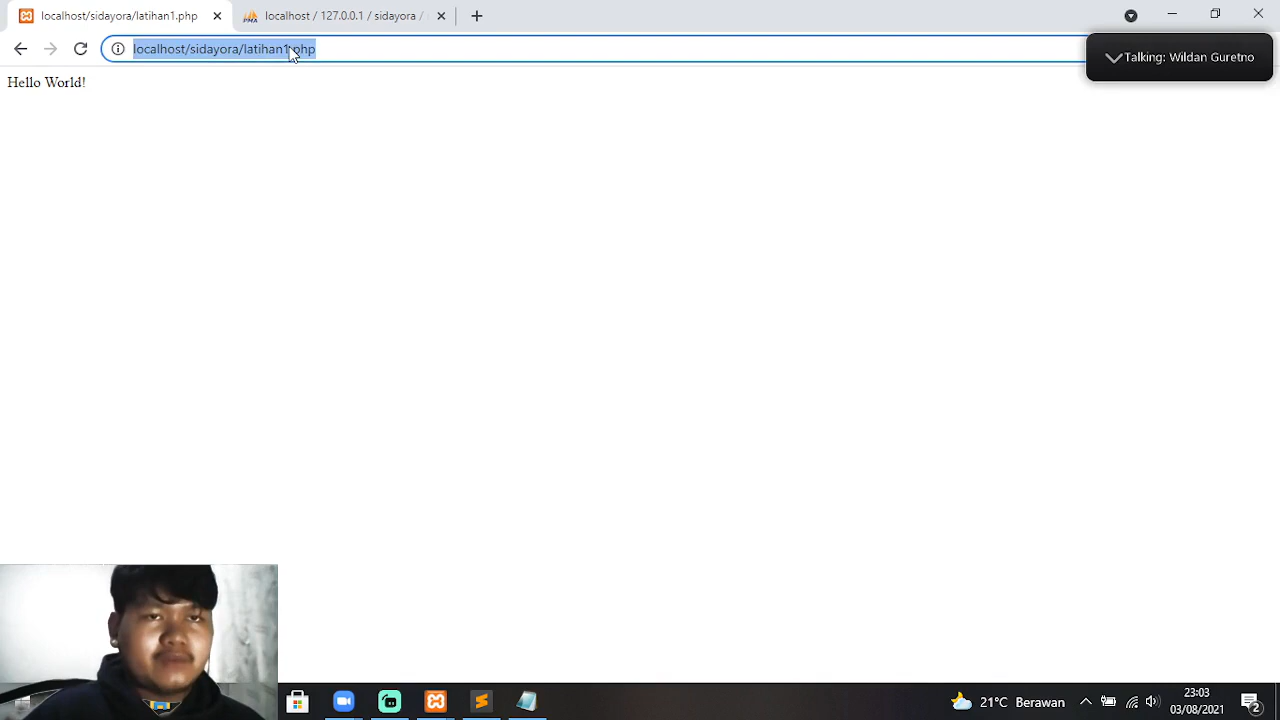 localhost/sidayora/latihan1.php
localhost / 127.0.0.1 / sidayora /
localhost/sidayora/latihan1.php
Talking: Wildan Guretno
Hello World!
21°C Berawan
23:03
03/08/2021
2